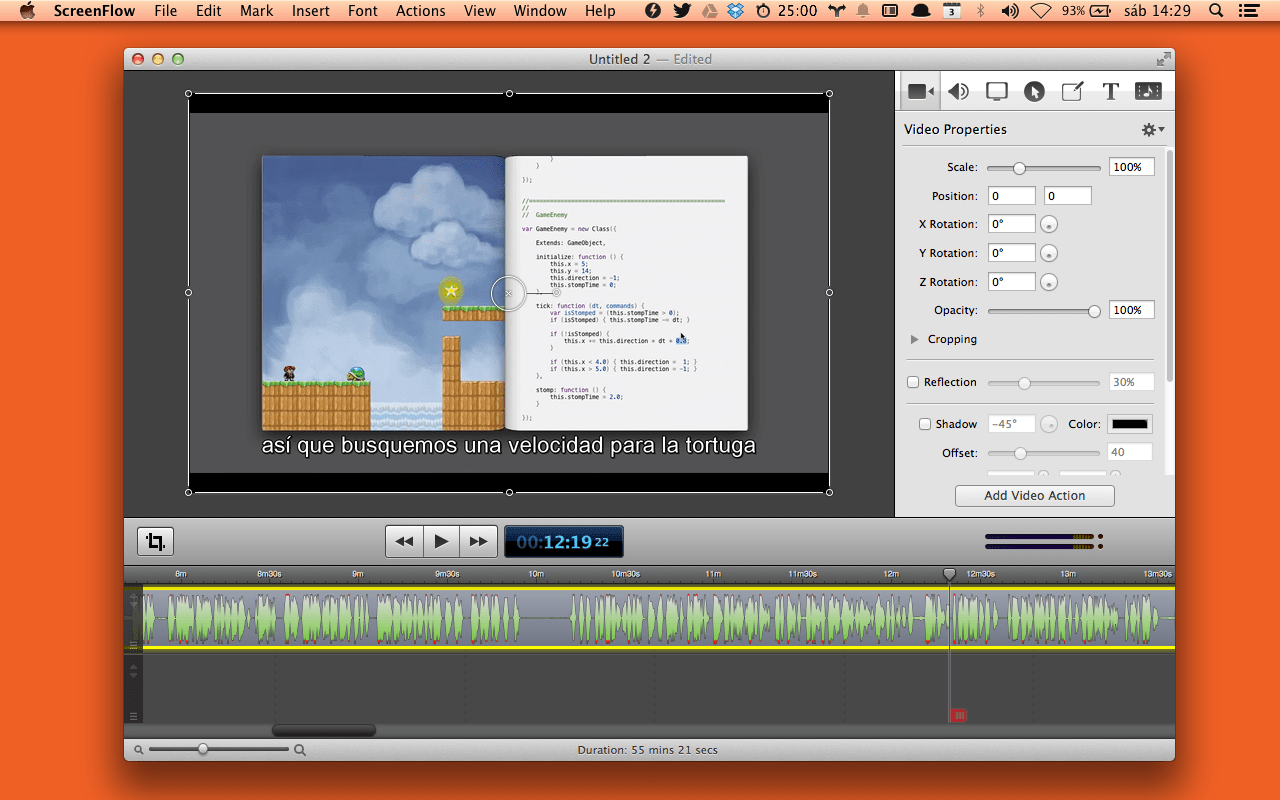 ScreenFlow File Edit Mark Insert Font Actions View Window Help 25:00 3 93% sáb 14:29
Untitled 2 — Edited
T
Video Properties
Scale: 100%
Position: 0 0
X Rotation: 0°
Y Rotation: 0°
Z Rotation: 0°
Opacity: 100%
Cropping
Reflection 30%
Shadow -45° Color:
Offset: 40
Add Video Action
}
}
});
//
//
// GameEnemy
var GameEnemy = new Class({
Extends: GameObject,
initialize: function () {
this.x = 5;
this.y = 14;
this.direction = -1;
this.stompTime = 0;
},
tick: function (dt, commands) {
var isStomped = (this.stompTime > 0);
if (isStomped) { this.stompTime -= dt; }
if (!isStomped) {
this.x += this.direction * dt *
}
if (this.x < 4.0) { this.direction = 1; }
if (this.x > 5.0) { this.direction = -1; }
},
stomp: function () {
this.stompTime = 2.0;
}
});
así que busquemos una velocidad para la tortuga
00:12:19 22
8m 8m30s 9m 9m30s 10m 10m30s 11m 11m30s 12m 12m30s 13m 13m30s
Duration: 55 mins 21 secs